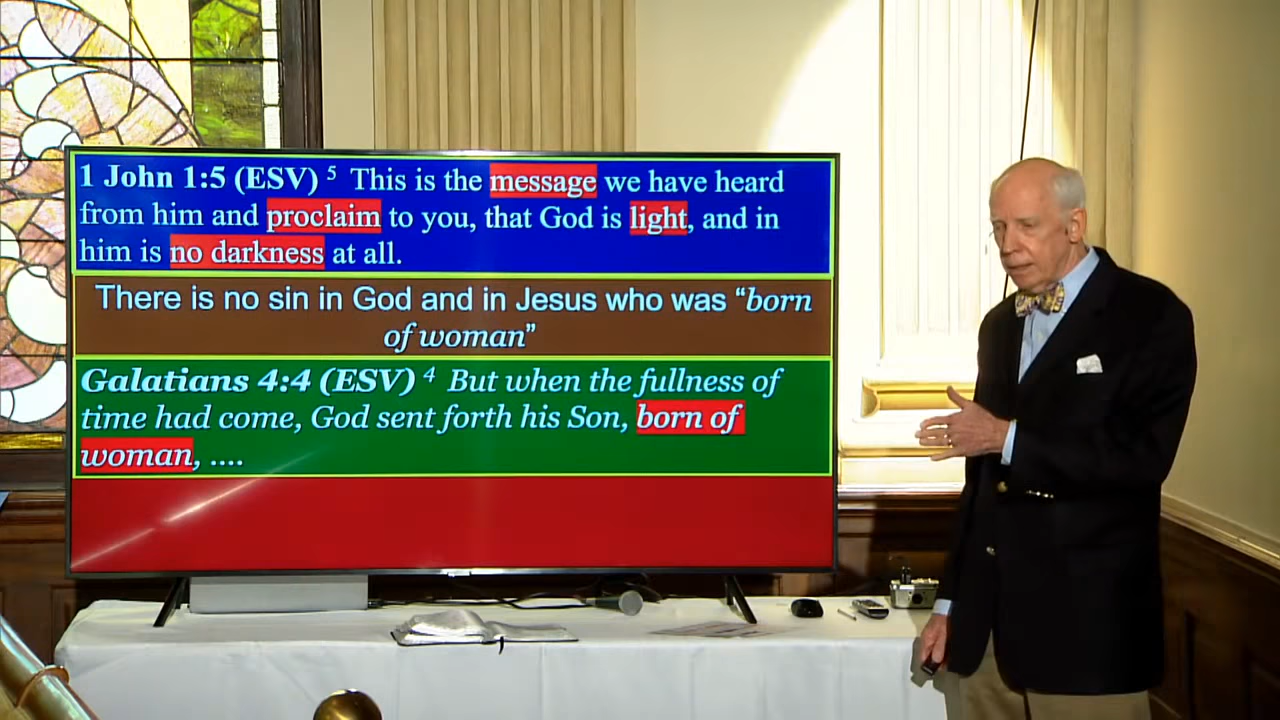 1 John 1:5 (ESV) 5 This is the message we have heard
from him and proclaim to you, that God is light, and in
him is no darkness at all.
There is no sin in God and in Jesus who was “born
of woman”
Galatians 4:4 (ESV) 4 But when the fullness of
time had come, God sent forth his Son, born of
woman, ....